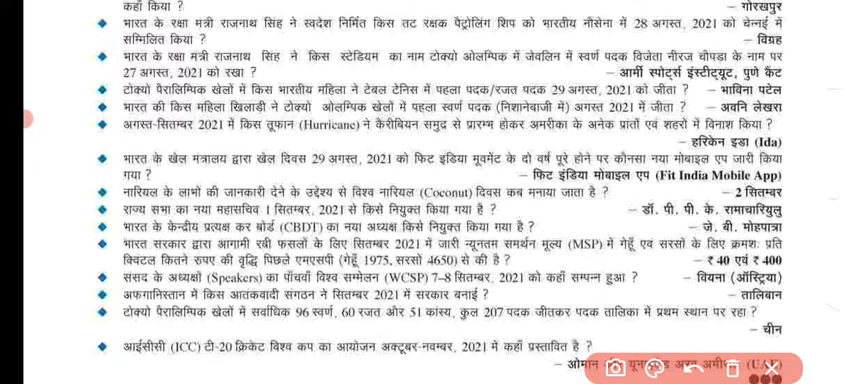 कहाँ किया ? – गोरखपुर
भारत के रक्षा मंत्री राजनाथ सिंह ने स्वदेश निर्मित किस तट रक्षक पैट्रोलिंग शिप को भारतीय नौसेना में 28 अगस्त, 2021 को चेन्नई में
सम्मिलित किया ? – विग्रह
भारत के रक्षा मंत्री राजनाथ सिंह ने किस स्टेडियम का नाम टोक्यो ओलम्पिक में जेवलिन में स्वर्ण पदक विजेता नीरज चौपड़ा के नाम पर
27 अगस्त, 2021 को रखा ? – आर्मी स्पोर्ट्स इंस्टीट्यूट, पुणे कैंट
टोक्यो पैरालिम्पिक खेलों में किस भारतीय महिला ने टेबल टेनिस में पहला पदक/रजत पदक 29 अगस्त, 2021 को जीता ? – भाविना पटेल
भारत की किस महिला खिलाड़ी ने टोक्यो ओलम्पिक खेलों में पहला स्वर्ण पदक (निशानेबाजी में) अगस्त 2021 में जीता ? – अवनि लेखरा
अगस्त-सितम्बर 2021 में किस तूफान (Hurricane) ने कैरीबियन समुद्र से प्रारम्भ होकर अमरीका के अनेक प्रातों एवं शहरों में विनाश किया ?
– हरिकेन इडा (Ida)
भारत के खेल मंत्रालय द्वारा खेल दिवस 29 अगस्त, 2021 को फिट इंडिया मूवमेंट के दो वर्ष पूरे होने पर कौनसा नया मोबाइल एप जारी किया
गया ? – फिट इंडिया मोबाइल एप (Fit India Mobile App)
नारियल के लाभों की जानकारी देने के उद्देश्य से विश्व नारियल (Coconut) दिवस कब मनाया जाता है ? – 2 सितम्बर
राज्य सभा का नया महासचिव 1 सितम्बर, 2021 से किसे नियुक्त किया गया है ? – डॉ. पी. पी. के. रामाचारियुलु
भारत के केन्द्रीय प्रत्यक्ष कर बोर्ड (CBDT) का नया अध्यक्ष किसे नियुक्त किया गया है ? – जे. बी. मोहपात्रा
भारत सरकार द्वारा आगामी रबी फसलों के लिए सितम्बर 2021 में जारी न्यूनतम समर्थन मूल्य (MSP) में गेहूँ एवं सरसों के लिए क्रमशः प्रति
क्विटल कितने रुपए की वृद्धि पिछले एमएसपी (गेहूँ 1975, सरसों 4650) से की है ? – ₹ 40 एवं ₹ 400
संसद के अध्यक्षों (Speakers) का पाँचवाँ विश्व सम्मेलन (WCSP) 7–8 सितम्बर, 2021 को कहाँ सम्पन्न हुआ ? – वियना (ऑस्ट्रिया)
अफगानिस्तान में किस आतंकवादी संगठन ने सितम्बर 2021 में सरकार बनाई ? – तालिबान
टोक्यो पैरालिम्पिक खेलों में सर्वाधिक 96 स्वर्ण, 60 रजत और 51 कांस्य, कुल 207 पदक जीतकर पदक तालिका में प्रथम स्थान पर रहा ?
– चीन
आईसीसी (ICC) टी-20 क्रिकेट विश्व कप का आयोजन अक्टूबर-नवम्बर, 2021 में कहाँ प्रस्तावित है ?
– ओमान (UAE)